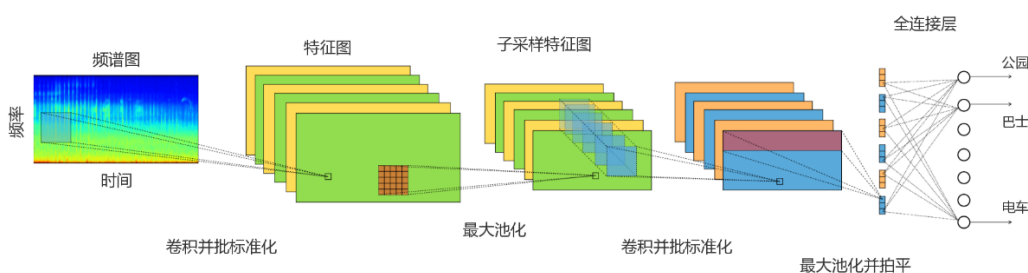 全连接层
频谱图
特征图
子采样特征图
公园
频率
巴士
时间
电车
最大池化
卷积并批标准化
卷积并批标准化
最大池化并拍平